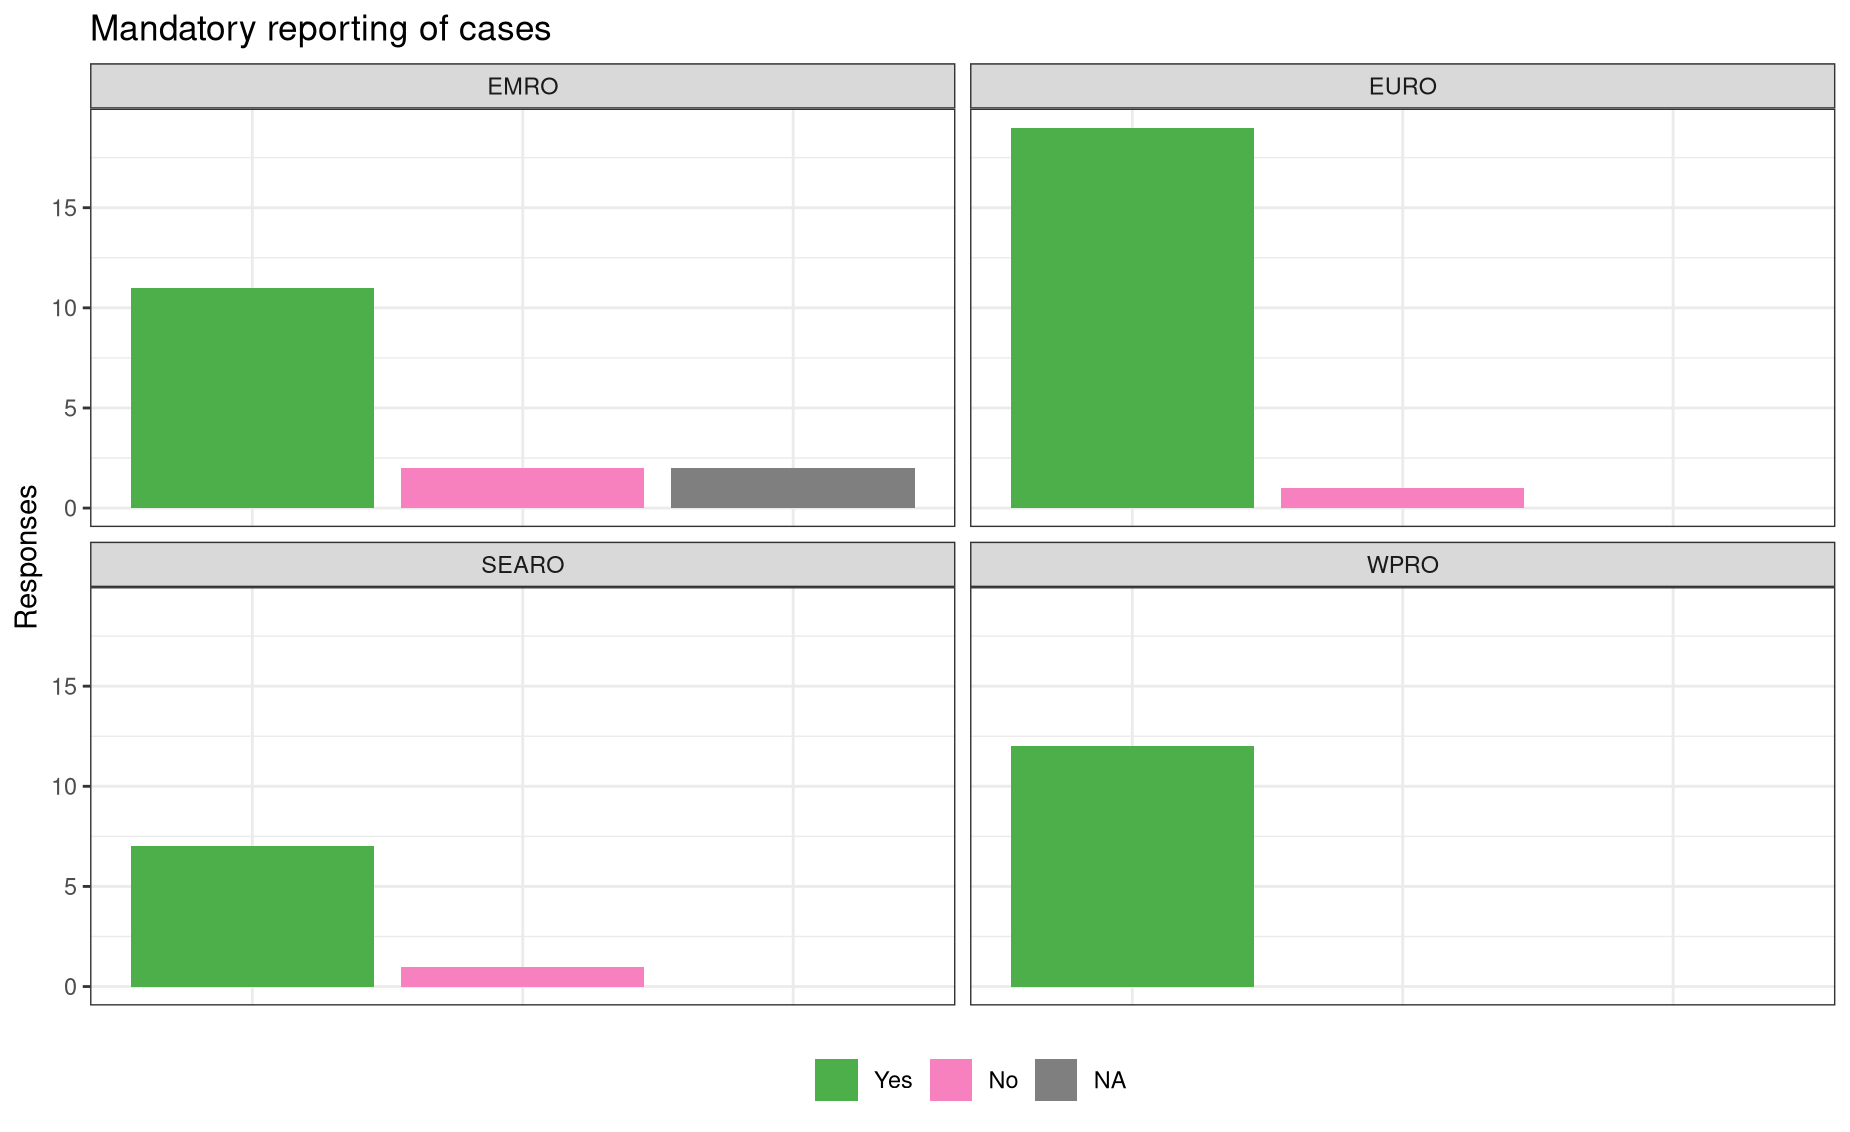 Mandatory reporting of cases
EMRO
EURO
15
10
5
0
SEARO
WPRO
15
10
5
0
Responses
Yes
No
NA